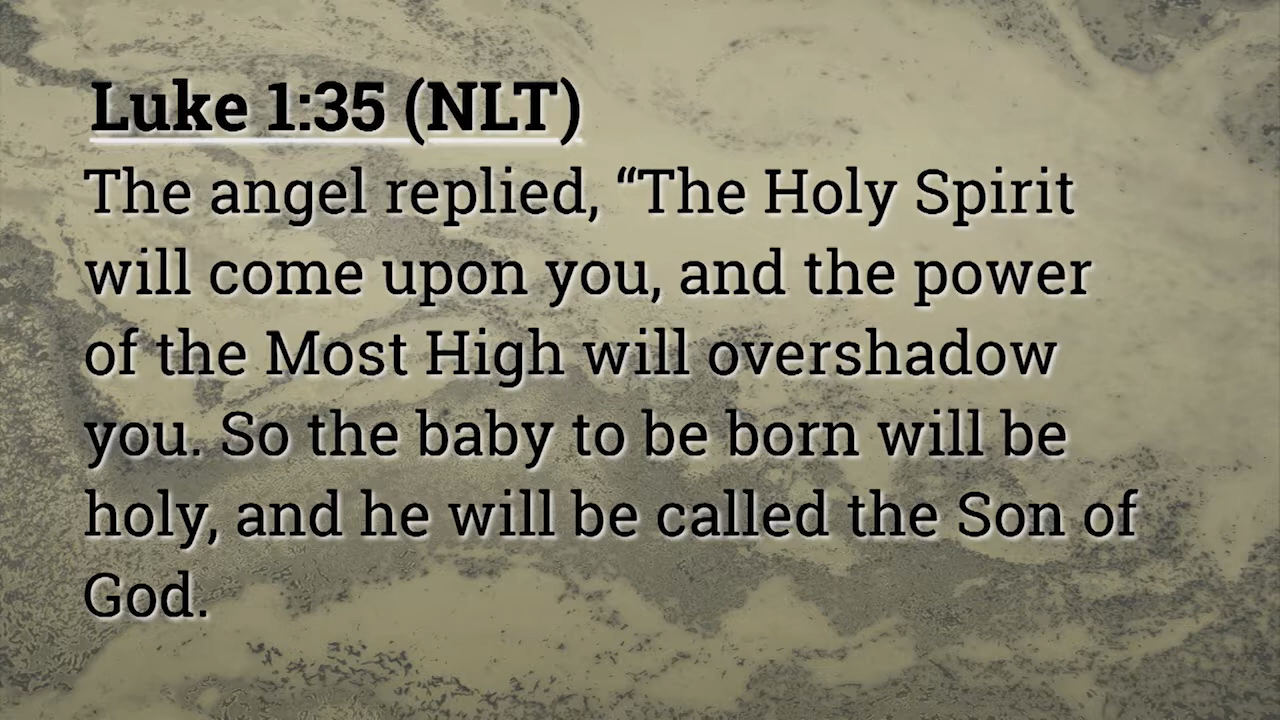 Luke 1:35 (NLT)
The angel replied, “The Holy Spirit
will come upon you, and the power
of the Most High will overshadow
you. So the baby to be born will be
holy, and he will be called the Son of
God.